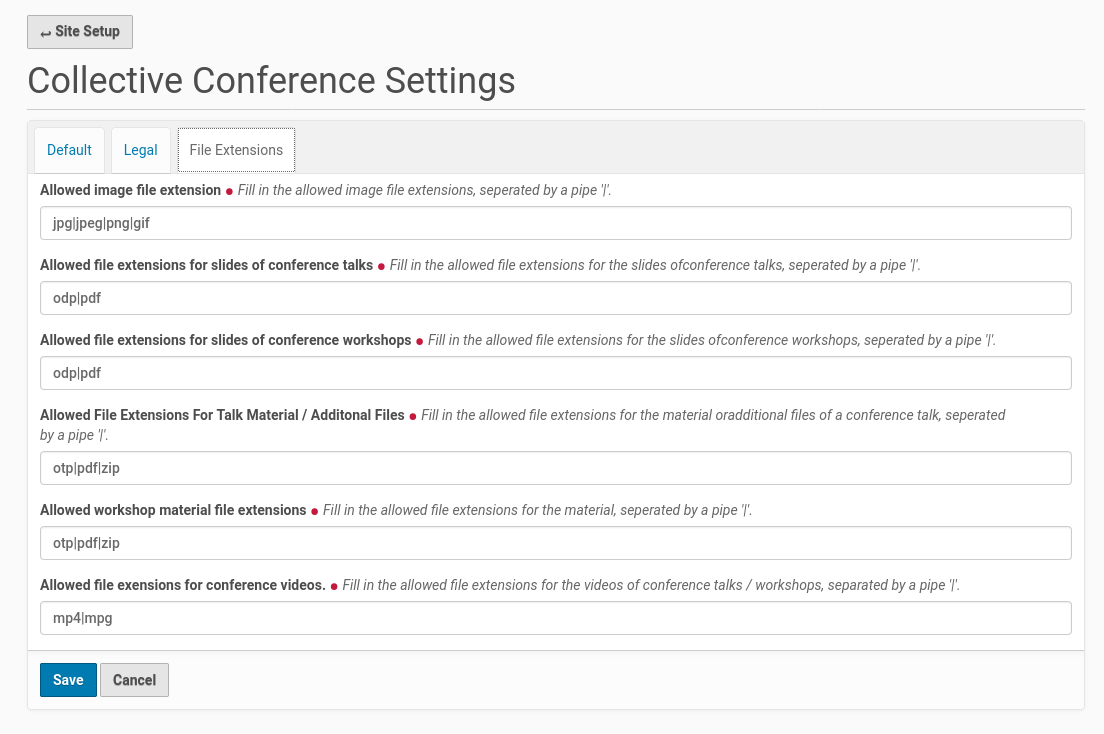 ↵ Site Setup
Collective Conference Settings
Default Legal File Extensions
Allowed image file extension ● Fill in the allowed image file extensions, seperated by a pipe '|'.
jpg|jpeg|png|gif
Allowed file extensions for slides of conference talks ● Fill in the allowed file extensions for the slides ofconference talks, seperated by a pipe '|'.
odp|pdf
Allowed file extensions for slides of conference workshops ● Fill in the allowed file extensions for the slides ofconference workshops, seperated by a pipe '|'.
odp|pdf
Allowed File Extensions For Talk Material / Additonal Files ● Fill in the allowed file extensions for the material oradditional files of a conference talk, seperated
by a pipe '|'.
otp|pdf|zip
Allowed workshop material file extensions ● Fill in the allowed file extensions for the material, seperated by a pipe '|'.
otp|pdf|zip
Allowed file exensions for conference videos. ● Fill in the allowed file extensions for the videos of conference talks / workshops, separated by a pipe '|'.
mp4|mpg
Save Cancel